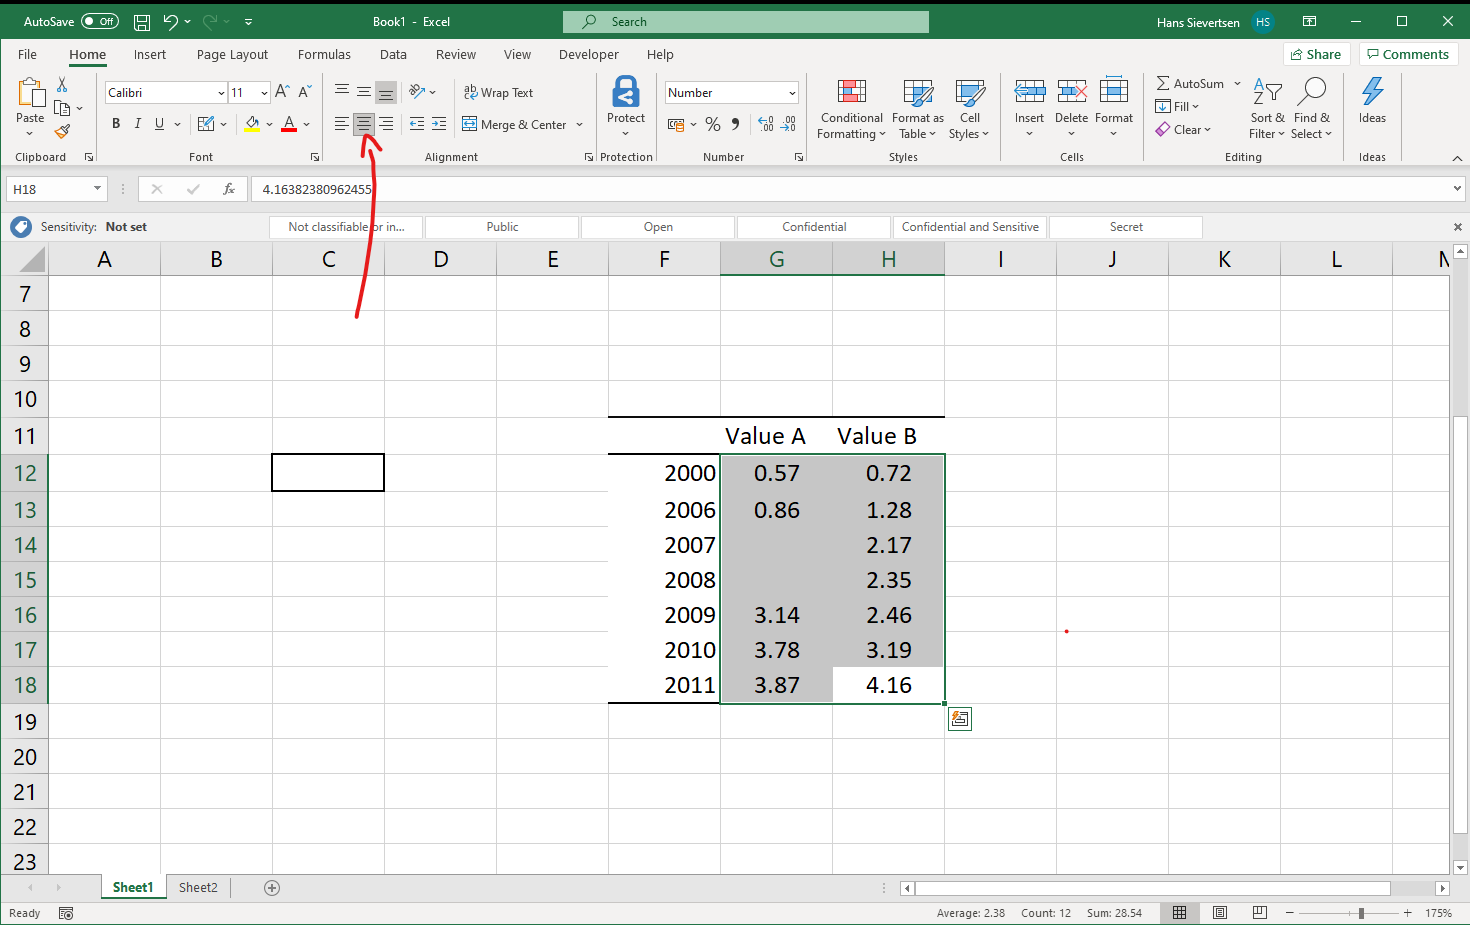 AutoSave Off Book1 - Excel Search Hans Sievertsen HS
File Home Insert Page Layout Formulas Data Review View Developer Help Share Comments
Calibri 11 A A ab Wrap Text Number AutoSum
Paste B I U A Merge & Center Protect % Conditional Formatting Format as Table Cell Styles Insert Delete Format Fill Clear Sort & Filter Find & Select Ideas
Clipboard Font Alignment Protection Number Styles Cells Editing Ideas
H18 fx 4.16382380962455
Sensitivity: Not set Not classifiable or in... Public Open Confidential Confidential and Sensitive Secret
A B C D E F G H I J K L
7
8
9
10
11 Value A Value B
12 2000 0.57 0.72
13 2006 0.86 1.28
14 2007 2.17
15 2008 2.35
16 2009 3.14 2.46
17 2010 3.78 3.19
18 2011 3.87 4.16
19
20
21
22
23
Sheet1 Sheet2
Ready Average: 2.38 Count: 12 Sum: 28.54 175%